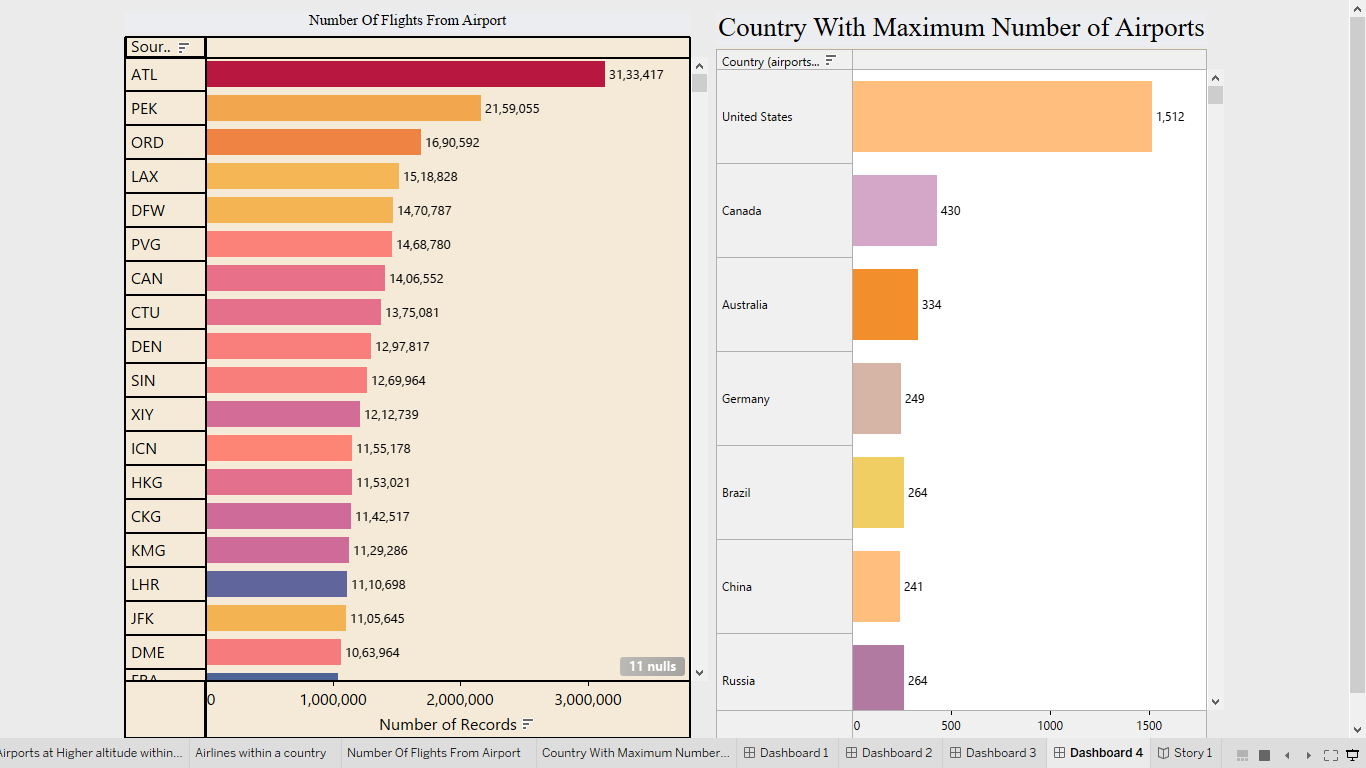 Number Of Flights From Airport
Sour..
ATL 31,33,417
PEK 21,59,055
ORD 16,90,592
LAX 15,18,828
DFW 14,70,787
PVG 14,68,780
CAN 14,06,552
CTU 13,75,081
DEN 12,97,817
SIN 12,69,964
XIY 12,12,739
ICN 11,55,178
HKG 11,53,021
CKG 11,42,517
KMG 11,29,286
LHR 11,10,698
JFK 11,05,645
DME 10,63,964
11 nulls
0 1,000,000 2,000,000 3,000,000
Number of Records
Country With Maximum Number of Airports
Country (airports...
United States 1,512
Canada 430
Australia 334
Germany 249
Brazil 264
China 241
Russia 264
0 500 1000 1500
Airports at Higher altitude within... Airlines within a country Number Of Flights From Airport Country With Maximum Number... Dashboard 1 Dashboard 2 Dashboard 3 Dashboard 4 Story 1